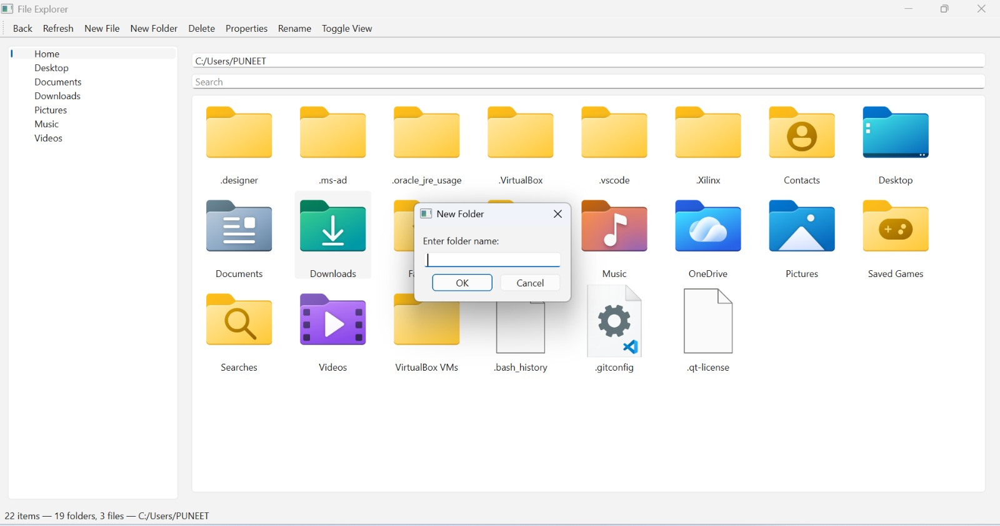 File Explorer
Back Refresh New File New Folder Delete Properties Rename Toggle View
Home
Desktop
Documents
Downloads
Pictures
Music
Videos
C:/Users/PUNEET
Search
.designer .ms-ad .oracle_jre_usage .VirtualBox .vscode .Xilinx Contacts Desktop
New Folder
Enter folder name:
OK Cancel
Documents Downloads Music OneDrive Pictures Saved Games
Searches Videos VirtualBox VMs .bash_history .gitconfig .qt-license
22 items — 19 folders, 3 files — C:/Users/PUNEET